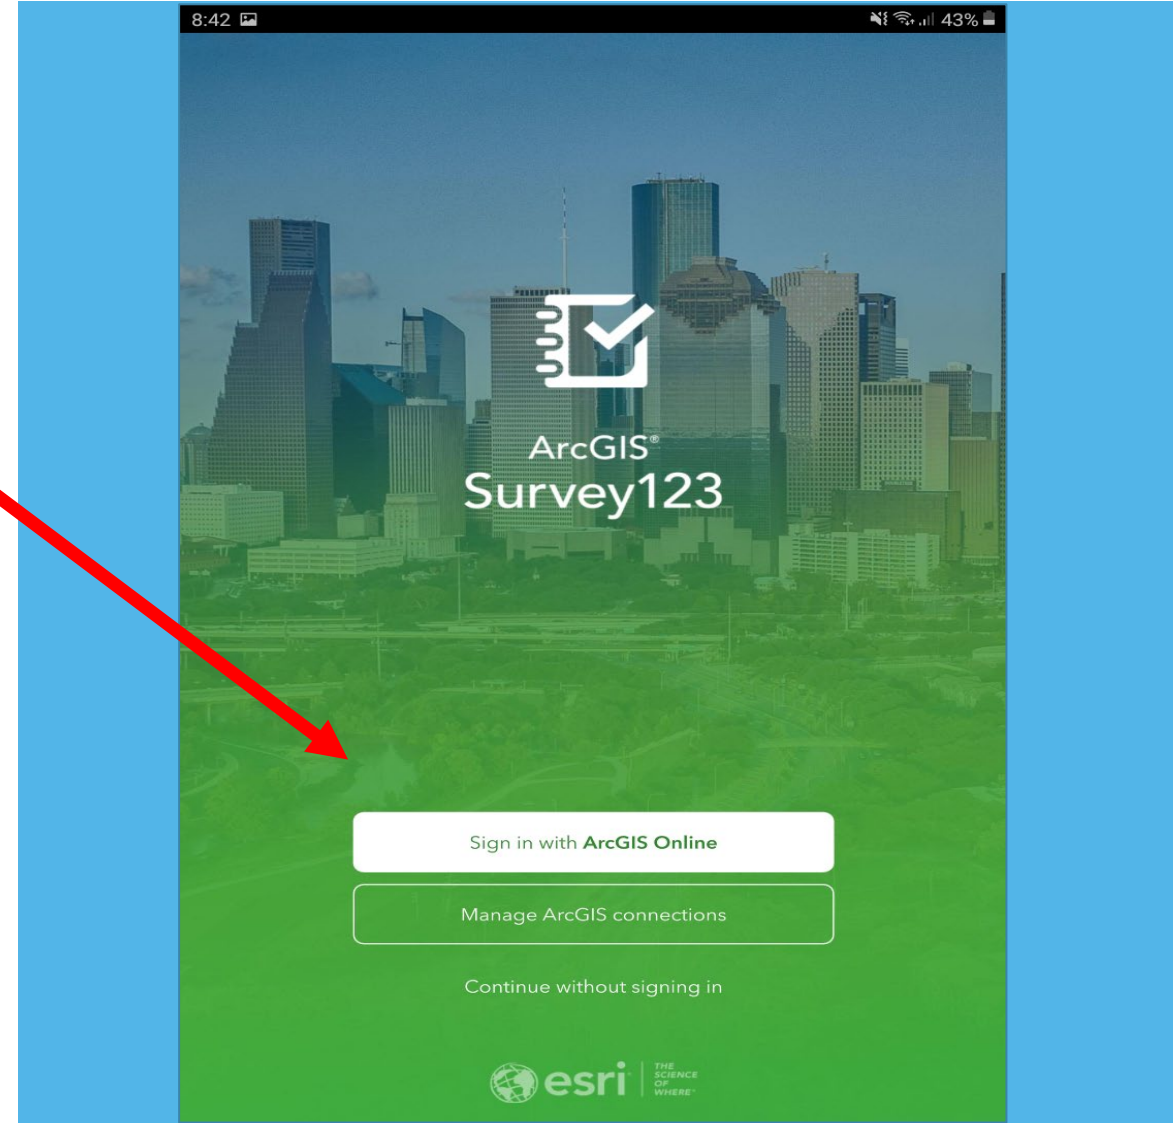 8:42
43%
ArcGIS®
Survey123
Sign in with ArcGIS Online
Manage ArcGIS connections
Continue without signing in
esri
THE
SCIENCE
OF
WHERE™